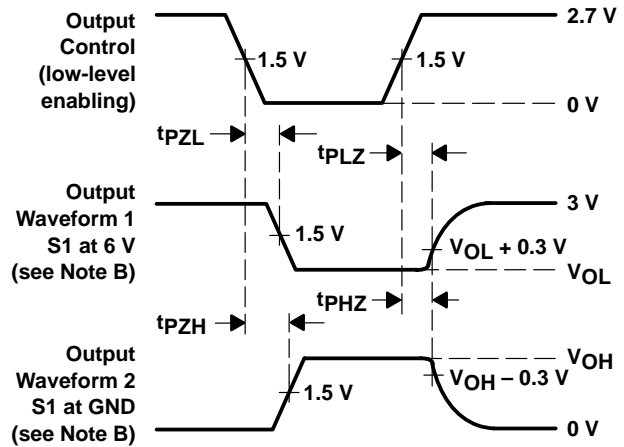 Output
Control
(low-level
enabling)
2.7 V
1.5 V
1.5 V
0 V
tPZL
tPLZ
Output
Waveform 1
S1 at 6 V
(see Note B)
3 V
1.5 V
VOL + 0.3 V
VOL
tPHZ
tPZH
Output
Waveform 2
S1 at GND
(see Note B)
VOH
VOH − 0.3 V
1.5 V
0 V